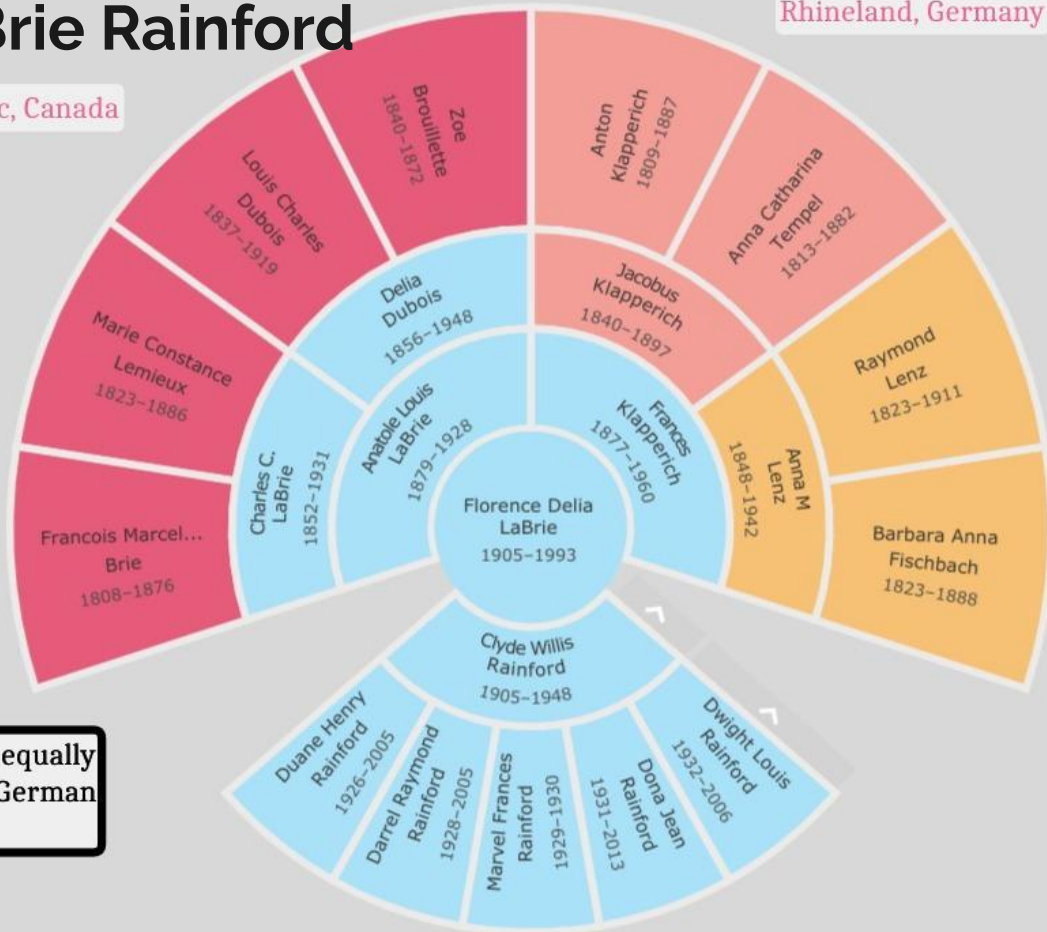 Brie Rainford
Rhineland, Germany
c, Canada
Zoe
Brouillette
1840–1872
Anton
Klapperich
1809–1887
Louis Charles
Dubois
1837–1919
Anna Catharina
Tempel
1813–1882
Marie Constance
Lemieux
1823–1886
Delia
Dubois
1856–1948
Jacobus
Klapperich
1840–1897
Raymond
Lenz
1823–1911
Francois Marcel...
Brie
1808–1876
Charles C.
LaBrie
1852–1931
Anatole Louis
LaBrie
1879–1928
Frances
Klapperich
1877–1960
Anna M
Lenz
1848–1942
Barbara Anna
Fischbach
1823–1888
Florence Delia
LaBrie
1905–1993
Clyde Willis
Rainford
1905–1948
Duane Henry
Rainford
1926–2005
Darrel Raymond
Rainford
1928–2005
Marvel Frances
Rainford
1929–1930
Dona Jean
Rainford
1931–2013
Dwight Louis
Rainford
1932–2006
equally
German